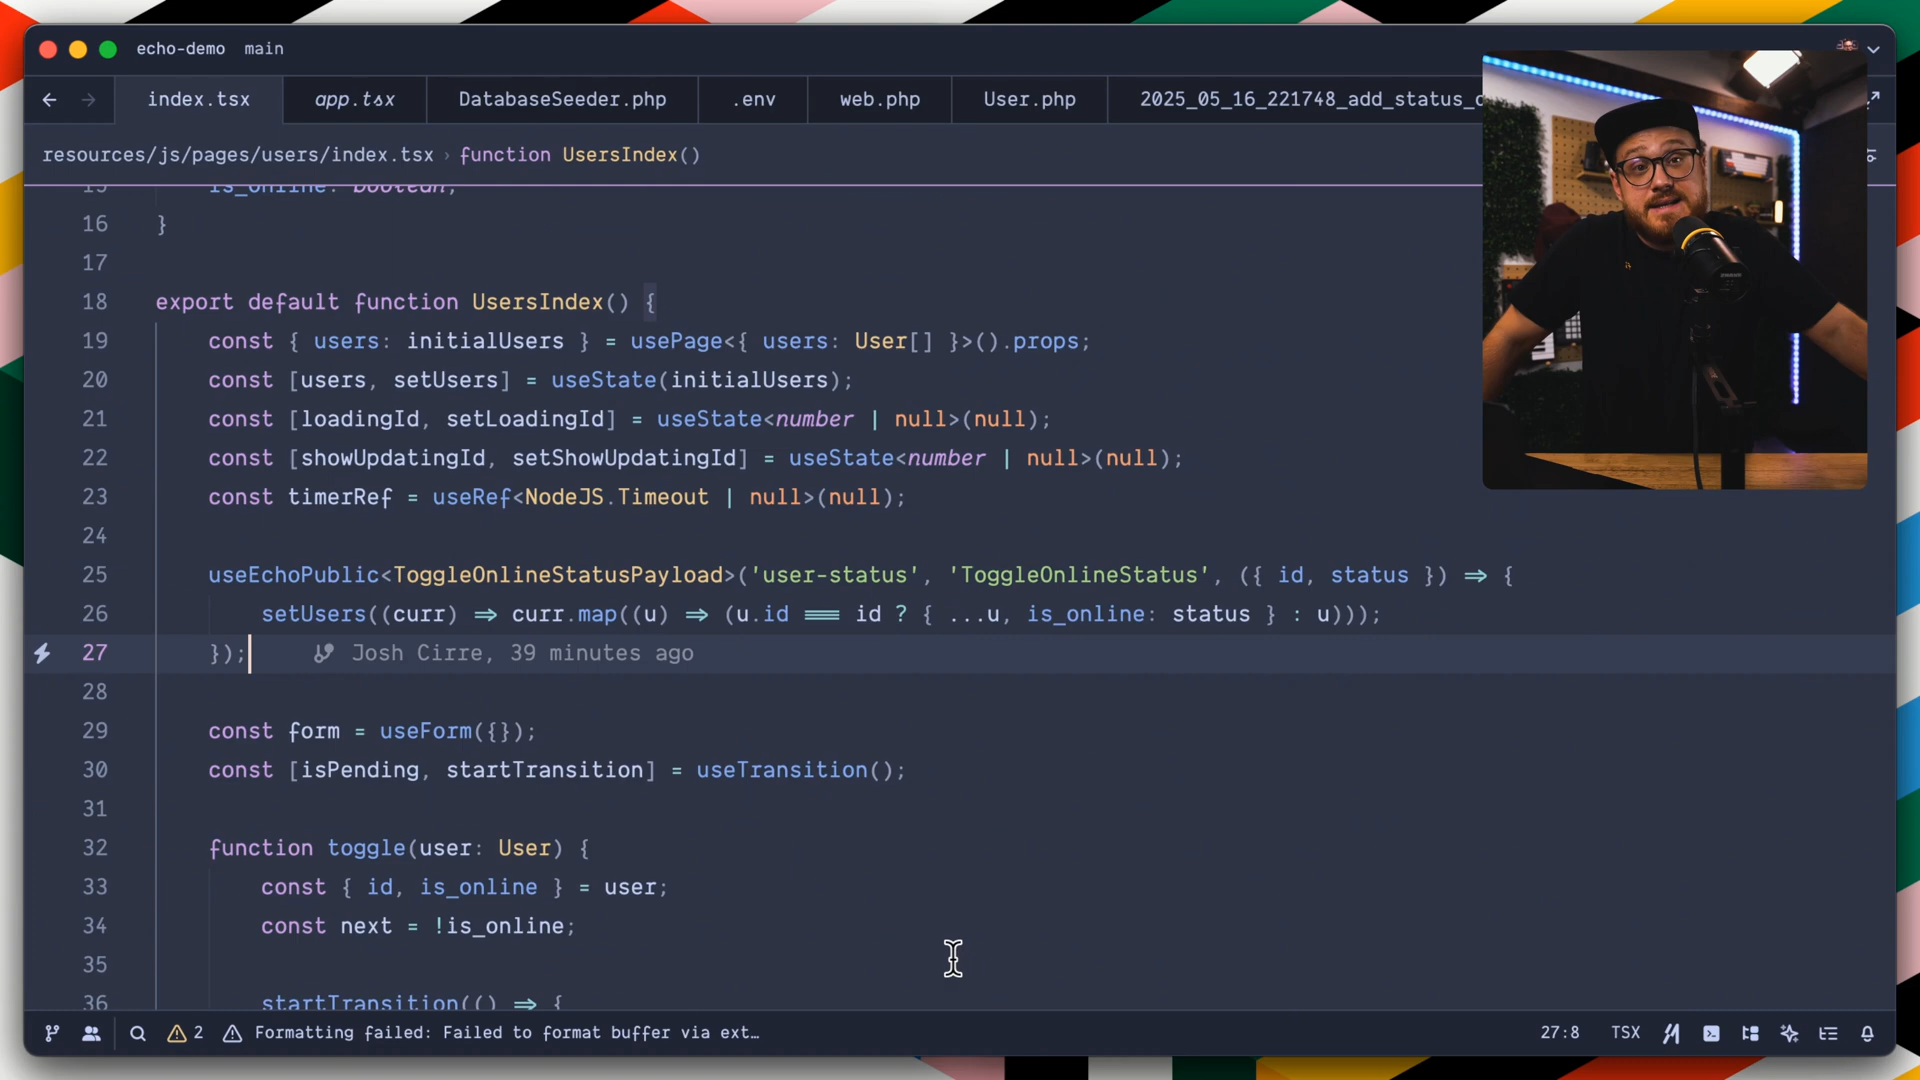 echo-demo main
index.tsx app.tsx DatabaseSeeder.php .env web.php User.php 2025_05_16_221748_add_status_
resources/js/pages/users/index.tsx › function UsersIndex()
15 is_online: boolean;
16 }
17
18 export default function UsersIndex() {
19 const { users: initialUsers } = usePage<{ users: User[] }>().props;
20 const [users, setUsers] = useState(initialUsers);
21 const [loadingId, setLoadingId] = useState<number | null>(null);
22 const [showUpdatingId, setShowUpdatingId] = useState<number | null>(null);
23 const timerRef = useRef<NodeJS.Timeout | null>(null);
24
25 useEchoPublic<ToggleOnlineStatusPayload>('user-status', 'ToggleOnlineStatus', ({ id, status }) => {
26 setUsers((curr) => curr.map((u) => (u.id === id ? { ...u, is_online: status } : u)));
27 }); Josh Cirre, 39 minutes ago
28
29 const form = useForm({});
30 const [isPending, startTransition] = useTransition();
31
32 function toggle(user: User) {
33 const { id, is_online } = user;
34 const next = !is_online;
35
36 startTransition(() => {
2 Formatting failed: Failed to format buffer via ext… 27:8 TSX